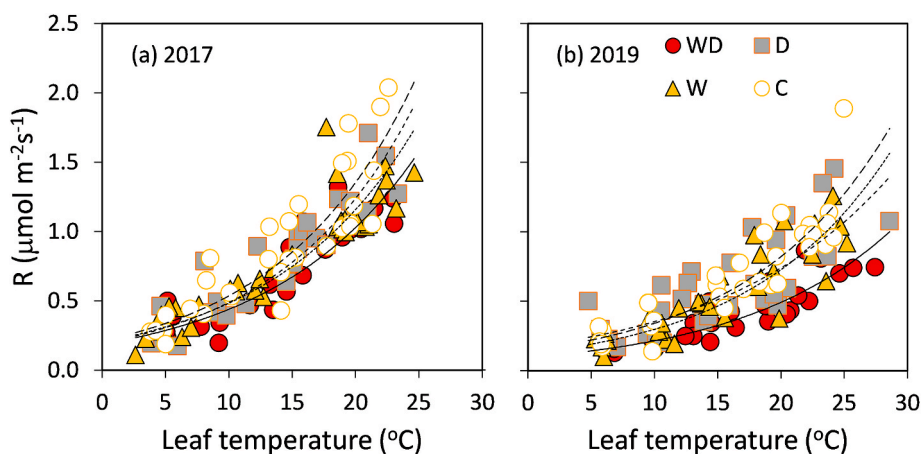 2.5
2.0
1.5
1.0
0.5
0.0
R (μmol m⁻²s⁻¹)
(a) 2017
0 5 10 15 20 25 30
Leaf temperature (°C)
(b) 2019
WD D
W C
0 5 10 15 20 25 30
Leaf temperature (°C)